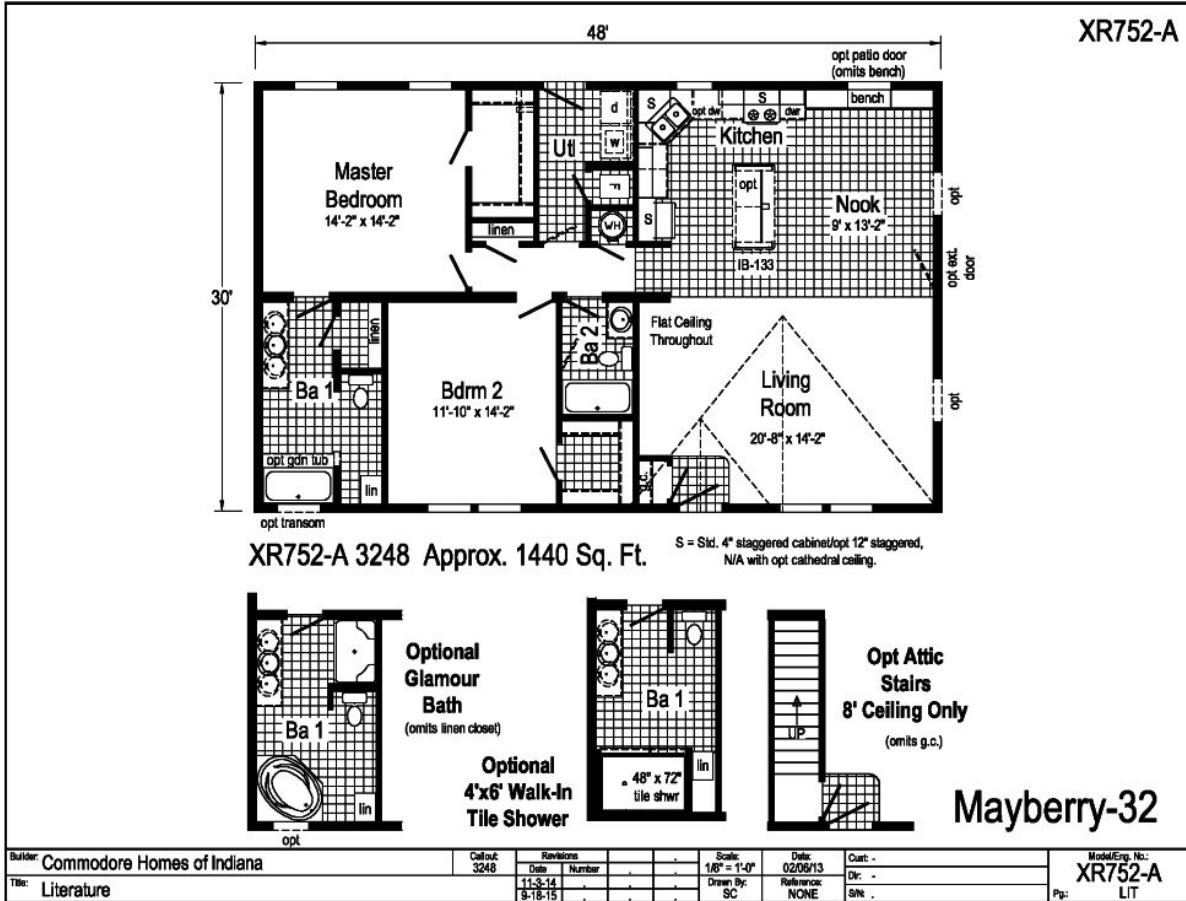 XR752-A
48'
opt patio door
(omits bench)
30'
Master
Bedroom
14'-2" x 14'-2"
linen
Utl
d
w
F
WH
S
opt dw
S
dwr
bench
Kitchen
S
opt
IB-133
Nook
9' x 13'-2"
opt
opt ext.
door
linen
Ba 1
opt gdn tub
lin
opt transom
Bdrm 2
11'-10" x 14'-2"
Ba 2
Flat Ceiling
Throughout
Living
Room
20'-8" x 14'-2"
g.c.
opt
XR752-A 3248 Approx. 1440 Sq. Ft.
S = Std. 4" staggered cabinet/opt 12" staggered,
N/A with opt cathedral ceiling.
Ba 1
lin
opt
Optional
Glamour
Bath
(omits linen closet)
Optional
4'x6' Walk-In
Tile Shower
Ba 1
lin
48" x 72"
tile shwr
UP
Opt Attic
Stairs
8' Ceiling Only
(omits g.c.)
Mayberry-32
Builder: Commodore Homes of Indiana
Title: Literature
Callout:
3248
Revisions
Date Number
11-3-14
9-18-15
Scale:
1/8" = 1'-0"
Drawn By:
SC
Date:
02/06/13
Reference:
NONE
Cust: -
Dlr: -
S/N: .
Model/Eng. No.:
XR752-A
Pg.: LIT